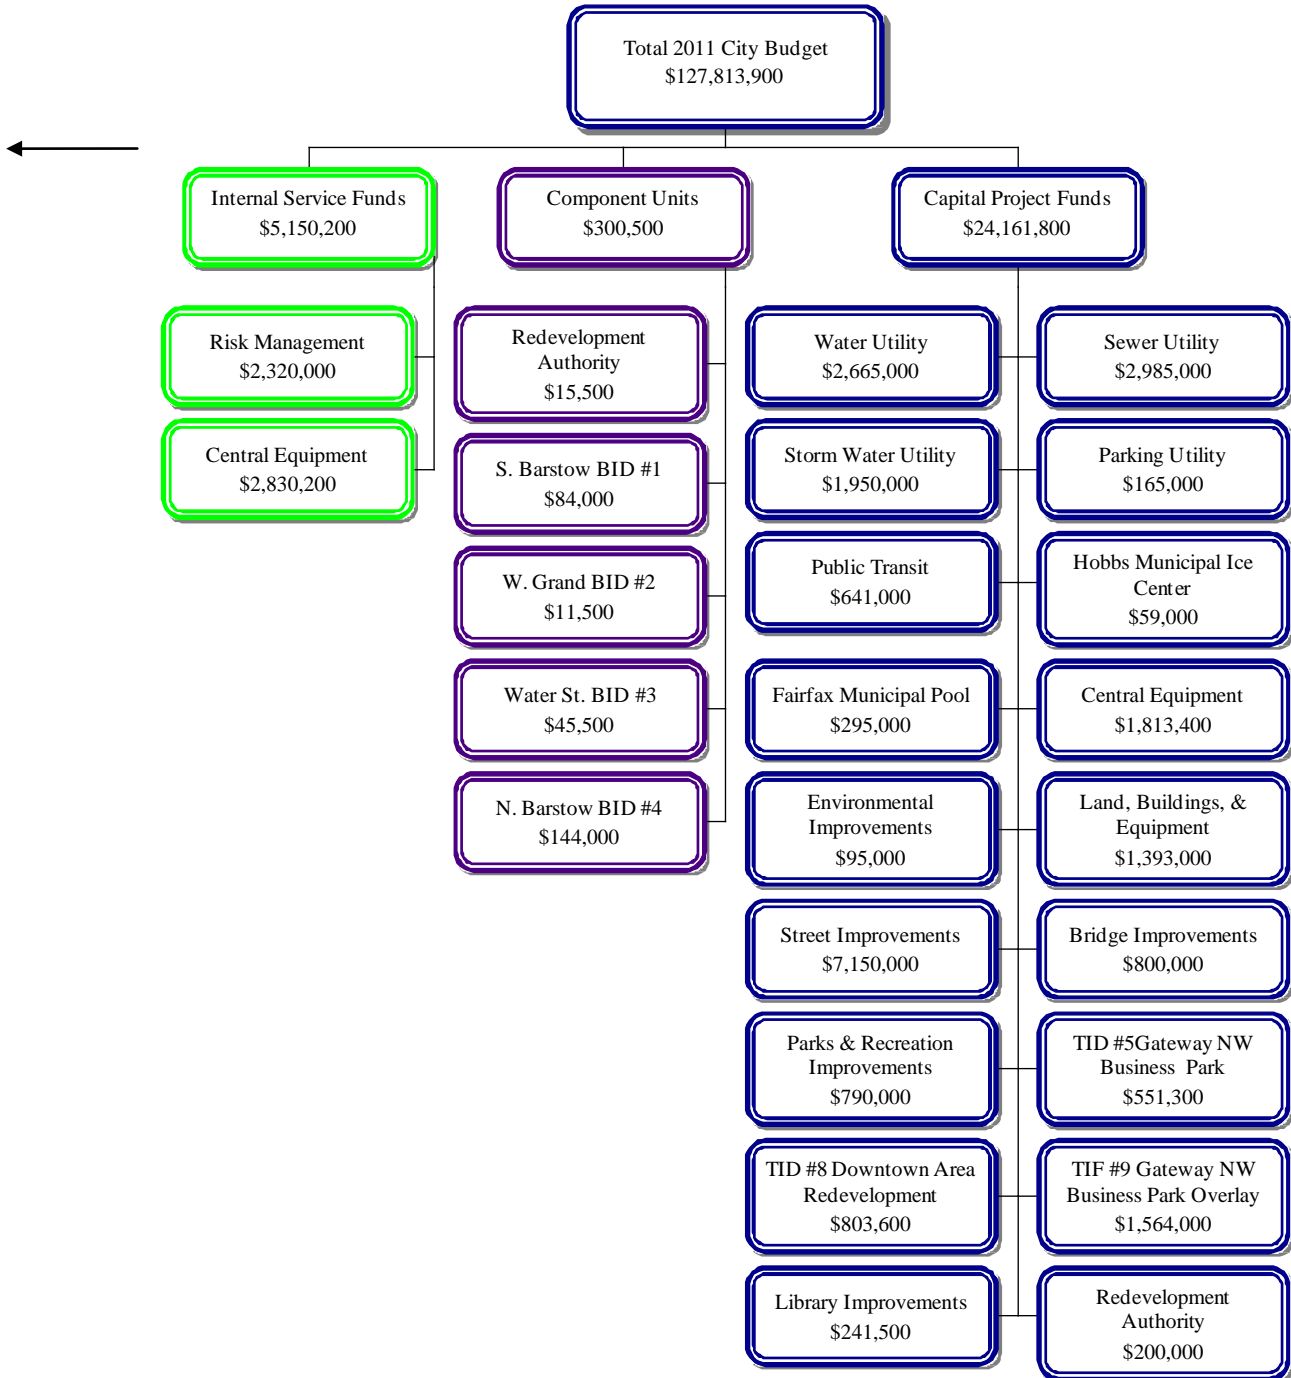 Total 2011 City Budget
$127,813,900
Internal Service Funds
$5,150,200
Component Units
$300,500
Capital Project Funds
$24,161,800
Risk Management
$2,320,000
Central Equipment
$2,830,200
Redevelopment
Authority
$15,500
S. Barstow BID #1
$84,000
W. Grand BID #2
$11,500
Water St. BID #3
$45,500
N. Barstow BID #4
$144,000
Water Utility
$2,665,000
Sewer Utility
$2,985,000
Storm Water Utility
$1,950,000
Parking Utility
$165,000
Public Transit
$641,000
Hobbs Municipal Ice
Center
$59,000
Fairfax Municipal Pool
$295,000
Central Equipment
$1,813,400
Environmental
Improvements
$95,000
Land, Buildings, &
Equipment
$1,393,000
Street Improvements
$7,150,000
Bridge Improvements
$800,000
Parks & Recreation
Improvements
$790,000
TID #5Gateway NW
Business  Park
$551,300
TID #8 Downtown Area
Redevelopment
$803,600
TIF #9 Gateway NW
Business Park Overlay
$1,564,000
Library Improvements
$241,500
Redevelopment
Authority
$200,000